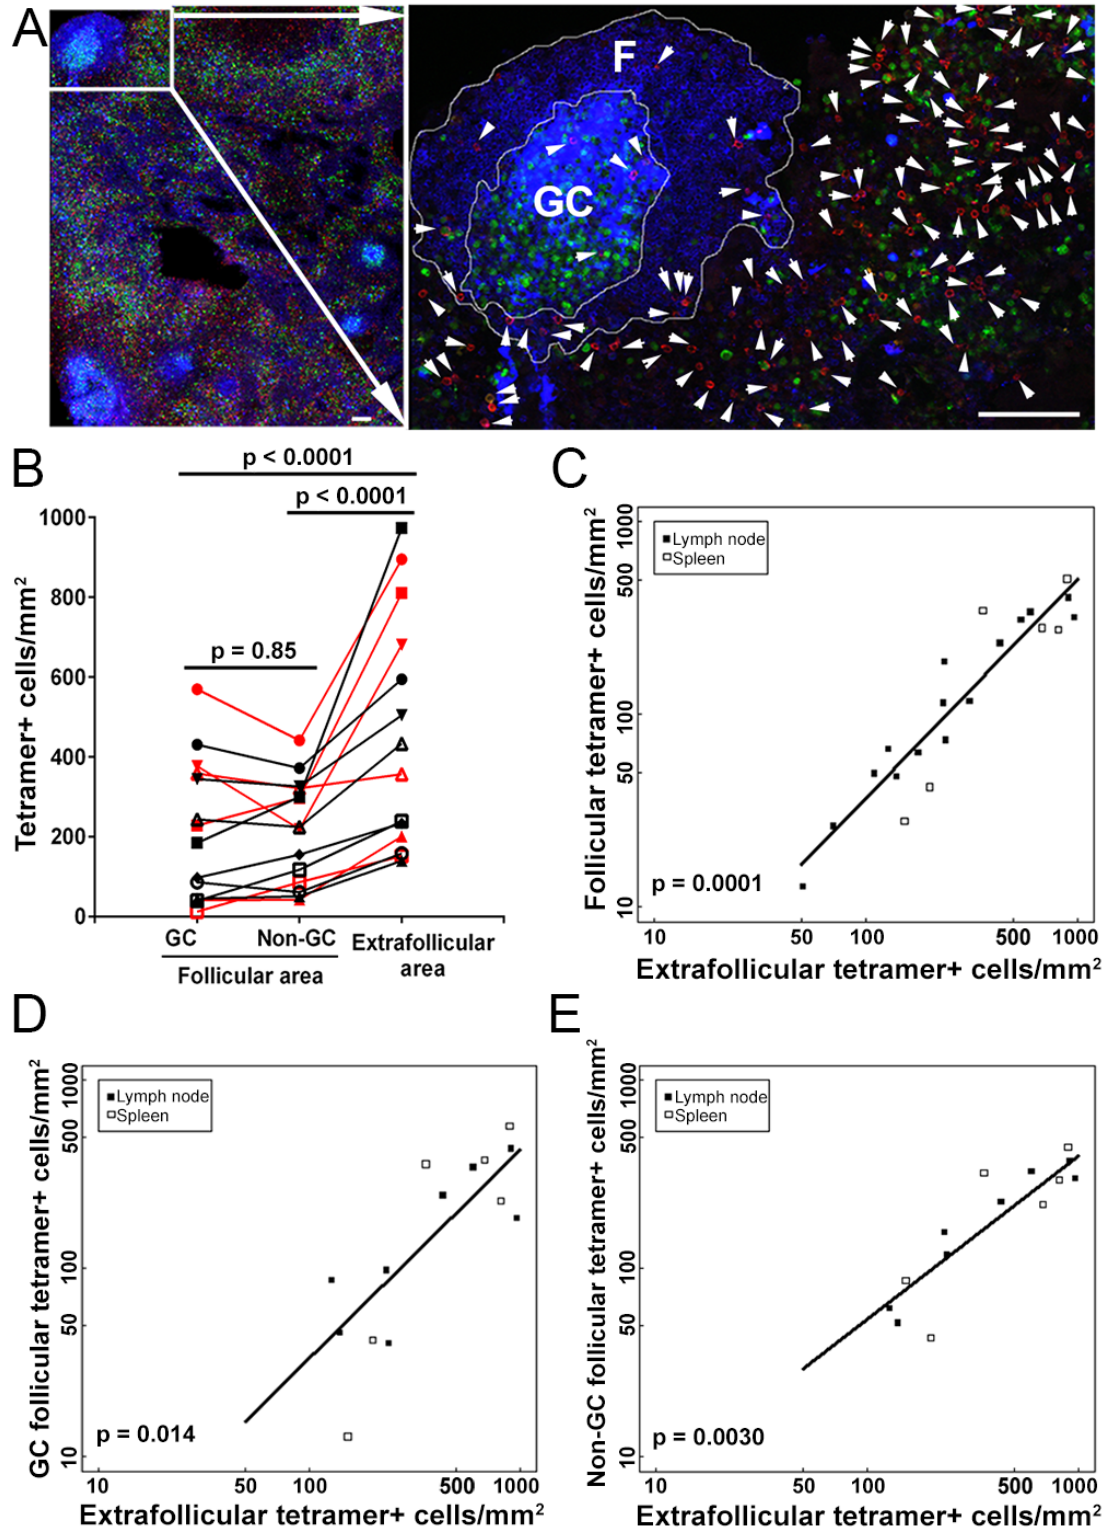 A
F
GC
B
p < 0.0001
p < 0.0001
p = 0.85
Tetramer+ cells/mm²
1000
800
600
400
200
0
GC
Non-GC
Extrafollicular
area
Follicular area
C
Lymph node
Spleen
Follicular tetramer+ cells/mm²
1000
500
100
50
10
p = 0.0001
10
50
100
500
1000
Extrafollicular tetramer+ cells/mm²
D
Lymph node
Spleen
GC follicular tetramer+ cells/mm²
1000
500
100
50
10
p = 0.014
10
50
100
500
1000
Extrafollicular tetramer+ cells/mm²
E
Lymph node
Spleen
Non-GC follicular tetramer+ cells/mm²
1000
500
100
50
10
p = 0.0030
10
50
100
500
1000
Extrafollicular tetramer+ cells/mm²